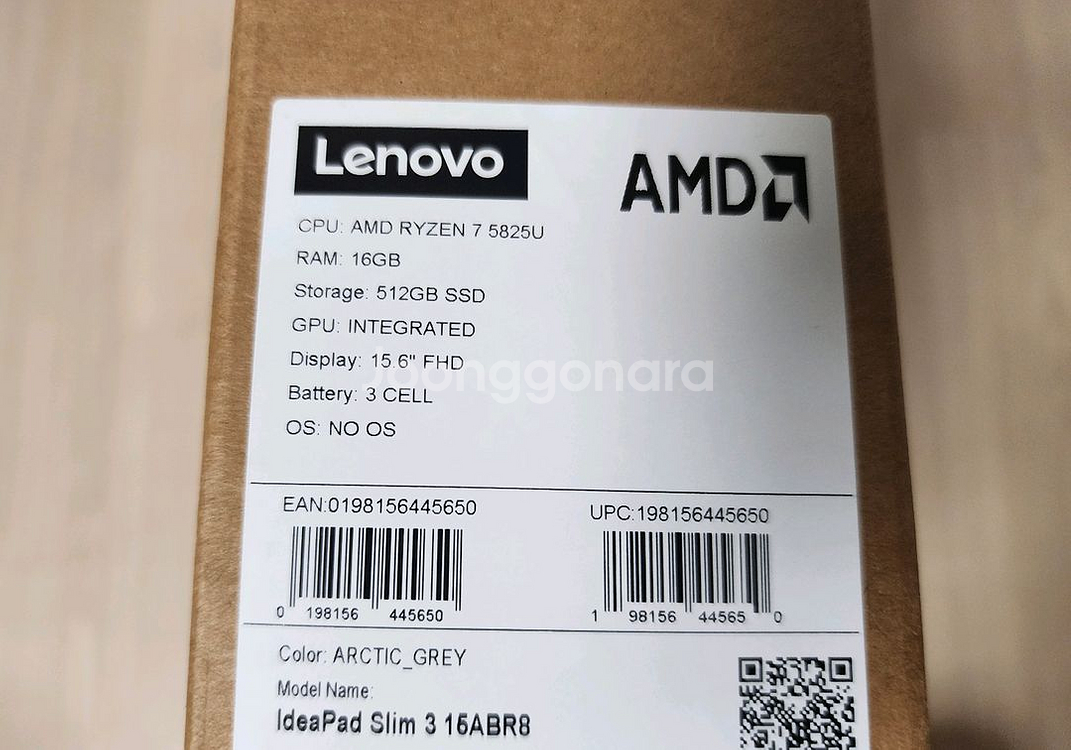 Lenovo
AMD
CPU: AMD RYZEN 7 5825U
RAM: 16GB
Storage: 512GB SSD
GPU: INTEGRATED
Display: 15.6" FHD
Joonggonara
Battery: 3 CELL
OS: NO OS
EAN:0198156445650
UPC:198156445650
0 198156 445650
1 98156 44565 0
Color: ARCTIC_GREY
Model Name:
IdeaPad Slim 3 15ABR8